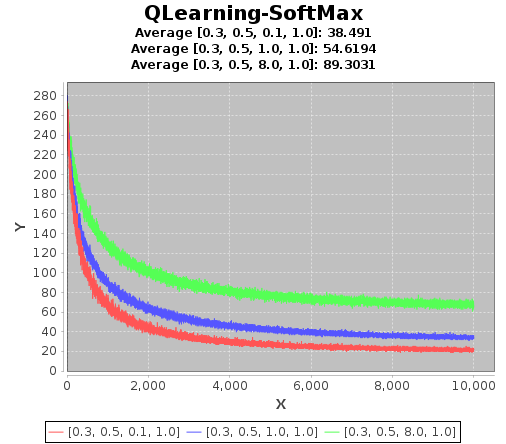 QLearning-SoftMax
Average [0.3, 0.5, 0.1, 1.0]: 38.491
Average [0.3, 0.5, 1.0, 1.0]: 54.6194
Average [0.3, 0.5, 8.0, 1.0]: 89.3031
280
260
240
220
200
180
160
140
120
100
80
60
40
20
0
Y
0 2,000 4,000 6,000 8,000 10,000
X
[0.3, 0.5, 0.1, 1.0] [0.3, 0.5, 1.0, 1.0] [0.3, 0.5, 8.0, 1.0]